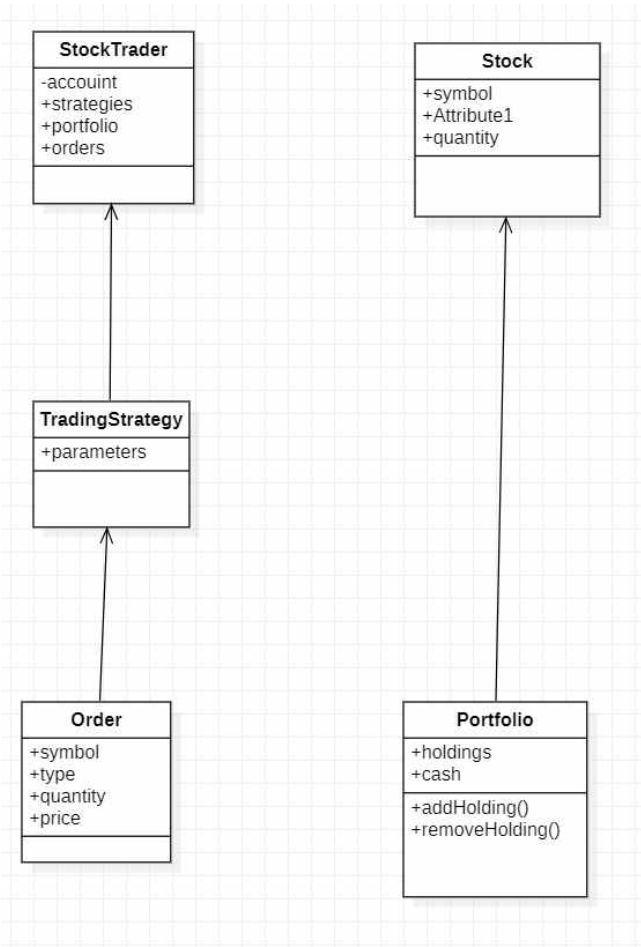 StockTrader
-accouint
+strategies
+portfolio
+orders
Stock
+symbol
+Attribute1
+quantity
TradingStrategy
+parameters
Order
+symbol
+type
+quantity
+price
Portfolio
+holdings
+cash
+addHolding()
+removeHolding()